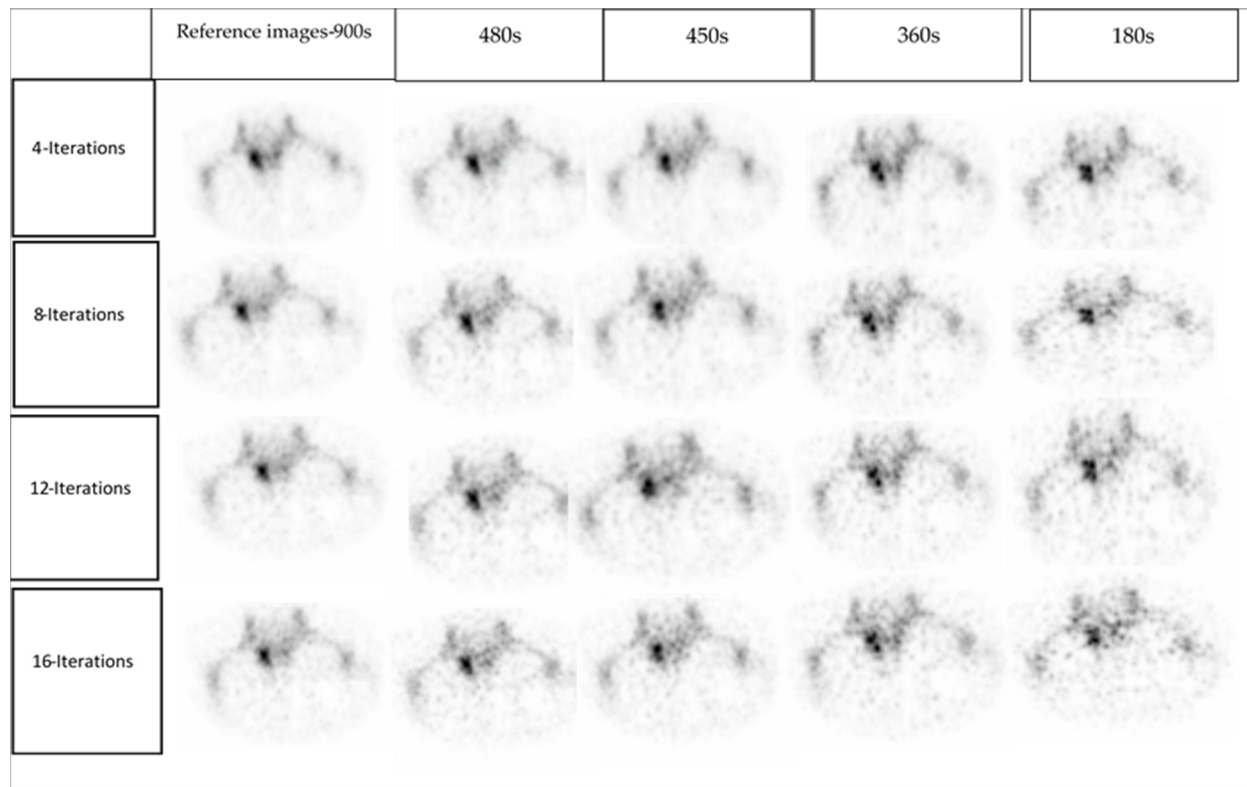 Reference images-900s
480s
450s
360s
180s
4-Iterations
8-Iterations
12-Iterations
16-Iterations